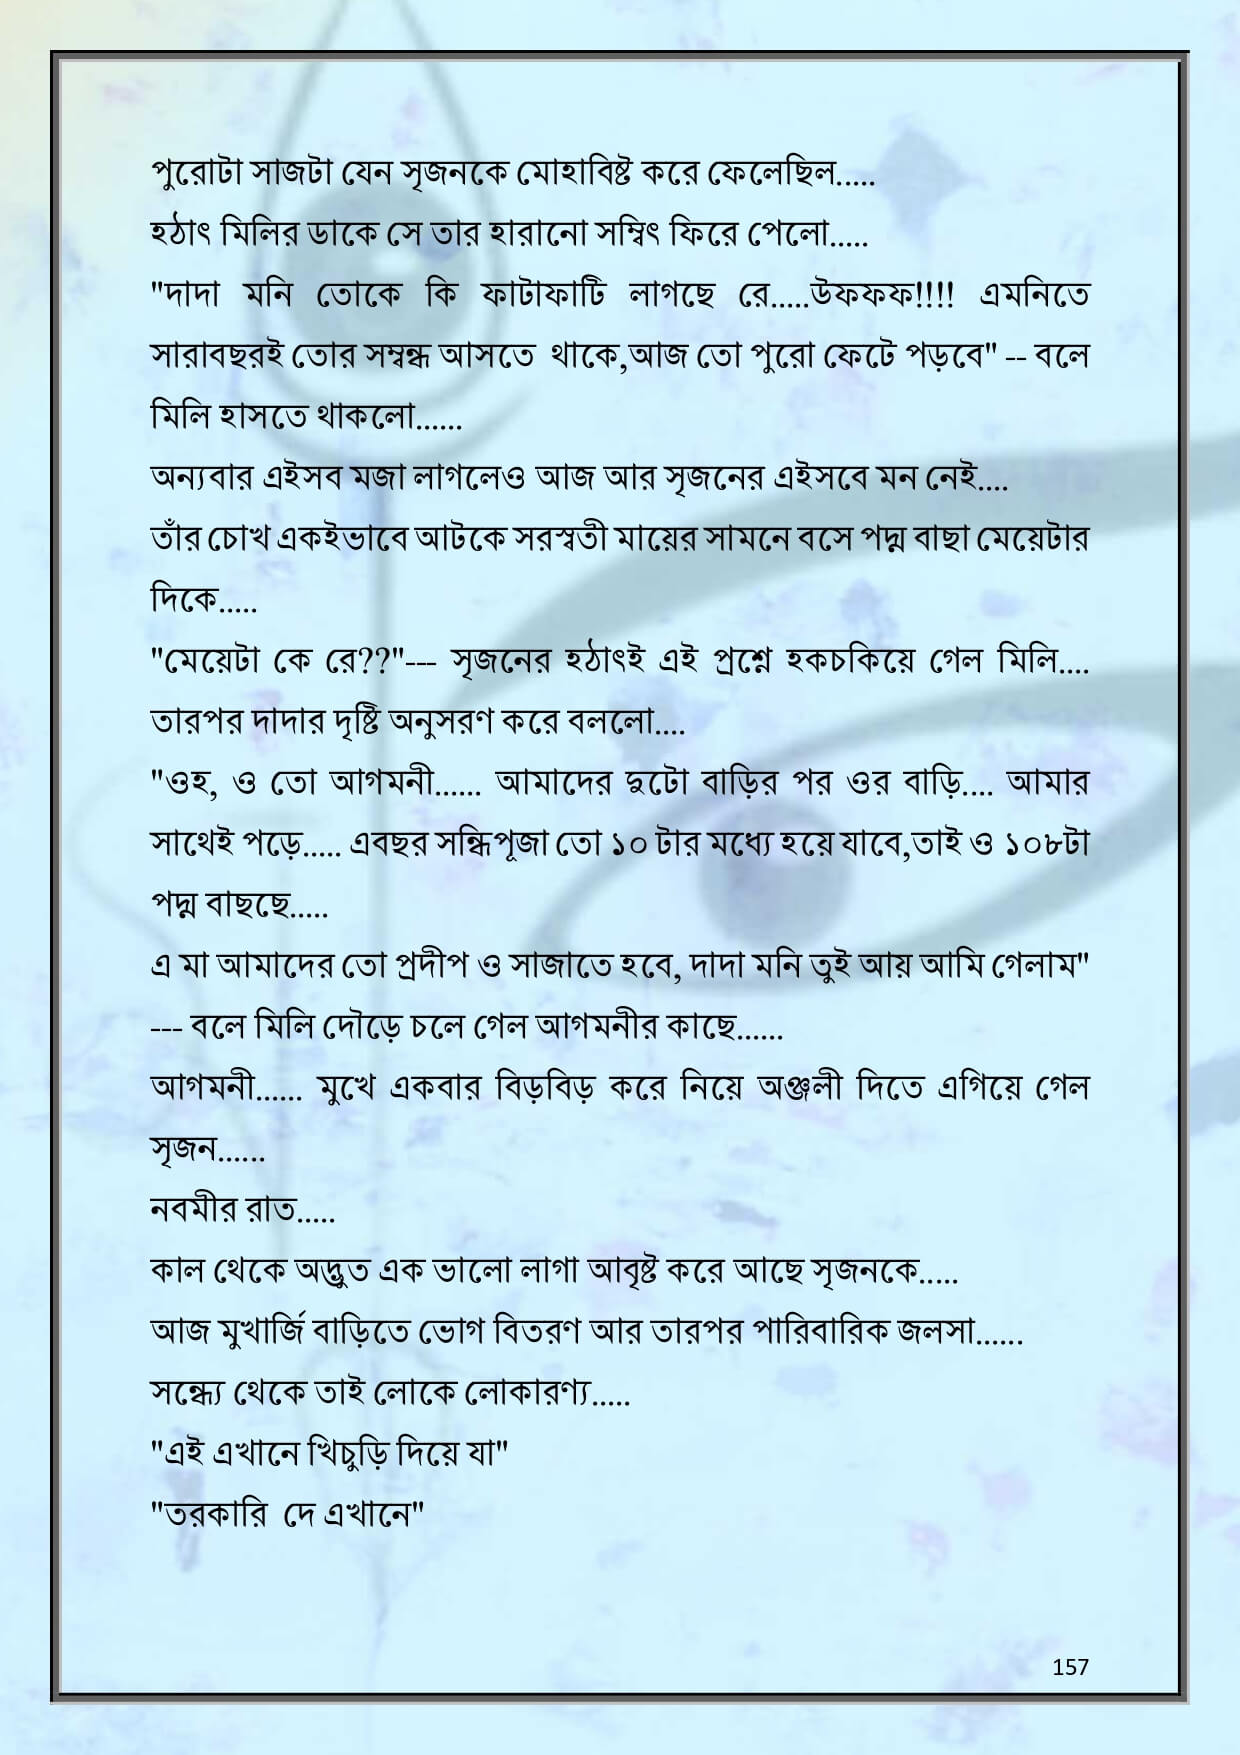 পুরোটা সাজটা যেন সৃজনকে মোহাবিষ্ট করে ফেলেছিল.....
হঠাৎ মিলির ডাকে সে তার হারানো সম্বিৎ ফিরে পেলো.....
"দাদা মনি তোকে কি ফাটাফাটি লাগছে রে.....উফফফ!!!! এমনিতে
সারাবছরই তোর সম্বন্ধ আসতে থাকে,আজ তো পুরো ফেটে পড়বে" -- বলে
মিলি হাসতে থাকলো......
অন্যবার এইসব মজা লাগলেও আজ আর সৃজনের এইসবে মন নেই....
তাঁর চোখ একইভাবে আটকে সরস্বতী মায়ের সামনে বসে পদ্ম বাছা মেয়েটার
দিকে.....
"মেয়েটা কে রে??"--- সৃজনের হঠাৎই এই প্রশ্নে হকচকিয়ে গেল মিলি....
তারপর দাদার দৃষ্টি অনুসরণ করে বললো....
"ওহ, ও তো আগমনী...... আমাদের দুটো বাড়ির পর ওর বাড়ি.... আমার
সাথেই পড়ে..... এবছর সন্ধিপূজা তো ১০ টার মধ্যে হয়ে যাবে,তাই ও ১০৮টা
পদ্ম বাছছে.....
এ মা আমাদের তো প্রদীপ ও সাজাতে হবে, দাদা মনি তুই আয় আমি গেলাম"
--- বলে মিলি দৌড়ে চলে গেল আগমনীর কাছে......
আগমনী...... মুখে একবার বিড়বিড় করে নিয়ে অঞ্জলী দিতে এগিয়ে গেল
সৃজন......
নবমীর রাত.....
কাল থেকে অদ্ভুত এক ভালো লাগা আবৃষ্ট করে আছে সৃজনকে.....
আজ মুখার্জি বাড়িতে ভোগ বিতরণ আর তারপর পারিবারিক জলসা......
সন্ধ্যে থেকে তাই লোকে লোকারণ্য.....
"এই এখানে খিচুড়ি দিয়ে যা"
"তরকারি দে এখানে"
157